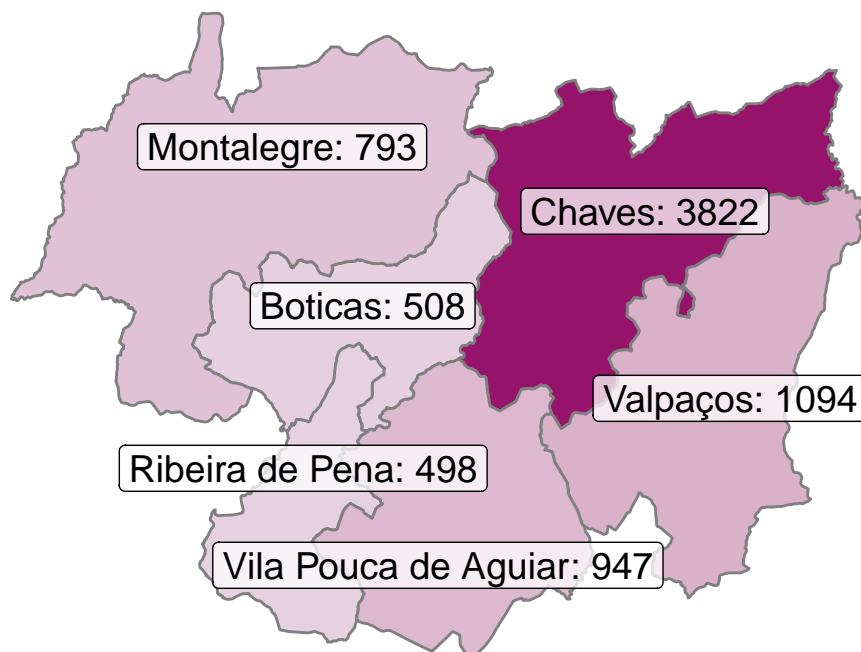 Montalegre: 793
Chaves: 3822
Boticas: 508
Valpaços: 1094
Ribeira de Pena: 498
Vila Pouca de Aguiar: 947